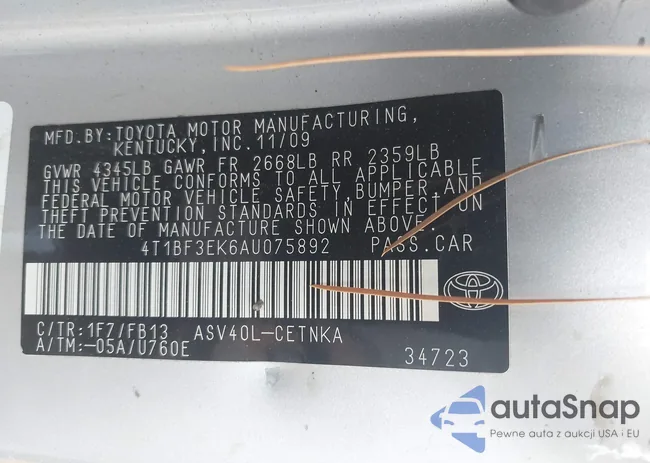 MFD.BY:TOYOTA MOTOR MANUFACTURING,
KENTUCKY,INC.11/09
GVWR 4345LB GAWR FR 2668LB RR 2359LB
THIS VEHICLE CONFORMS TO ALL APPLICABLE
FEDERAL MOTOR VEHICLE SAFETY,BUMPER,AND
THEFT PREVENTION STANDARDS IN EFFECT ON
THE DATE OF MANUFACTURE SHOWN ABOVE.
4T1BF3EK6AU075892 PASS.CAR
C/TR:1F7/FB13 ASV40L-CETNKA
A/TM:-05A/U760E
34723
autaSnap
Pewne auta z aukcji USA i EU